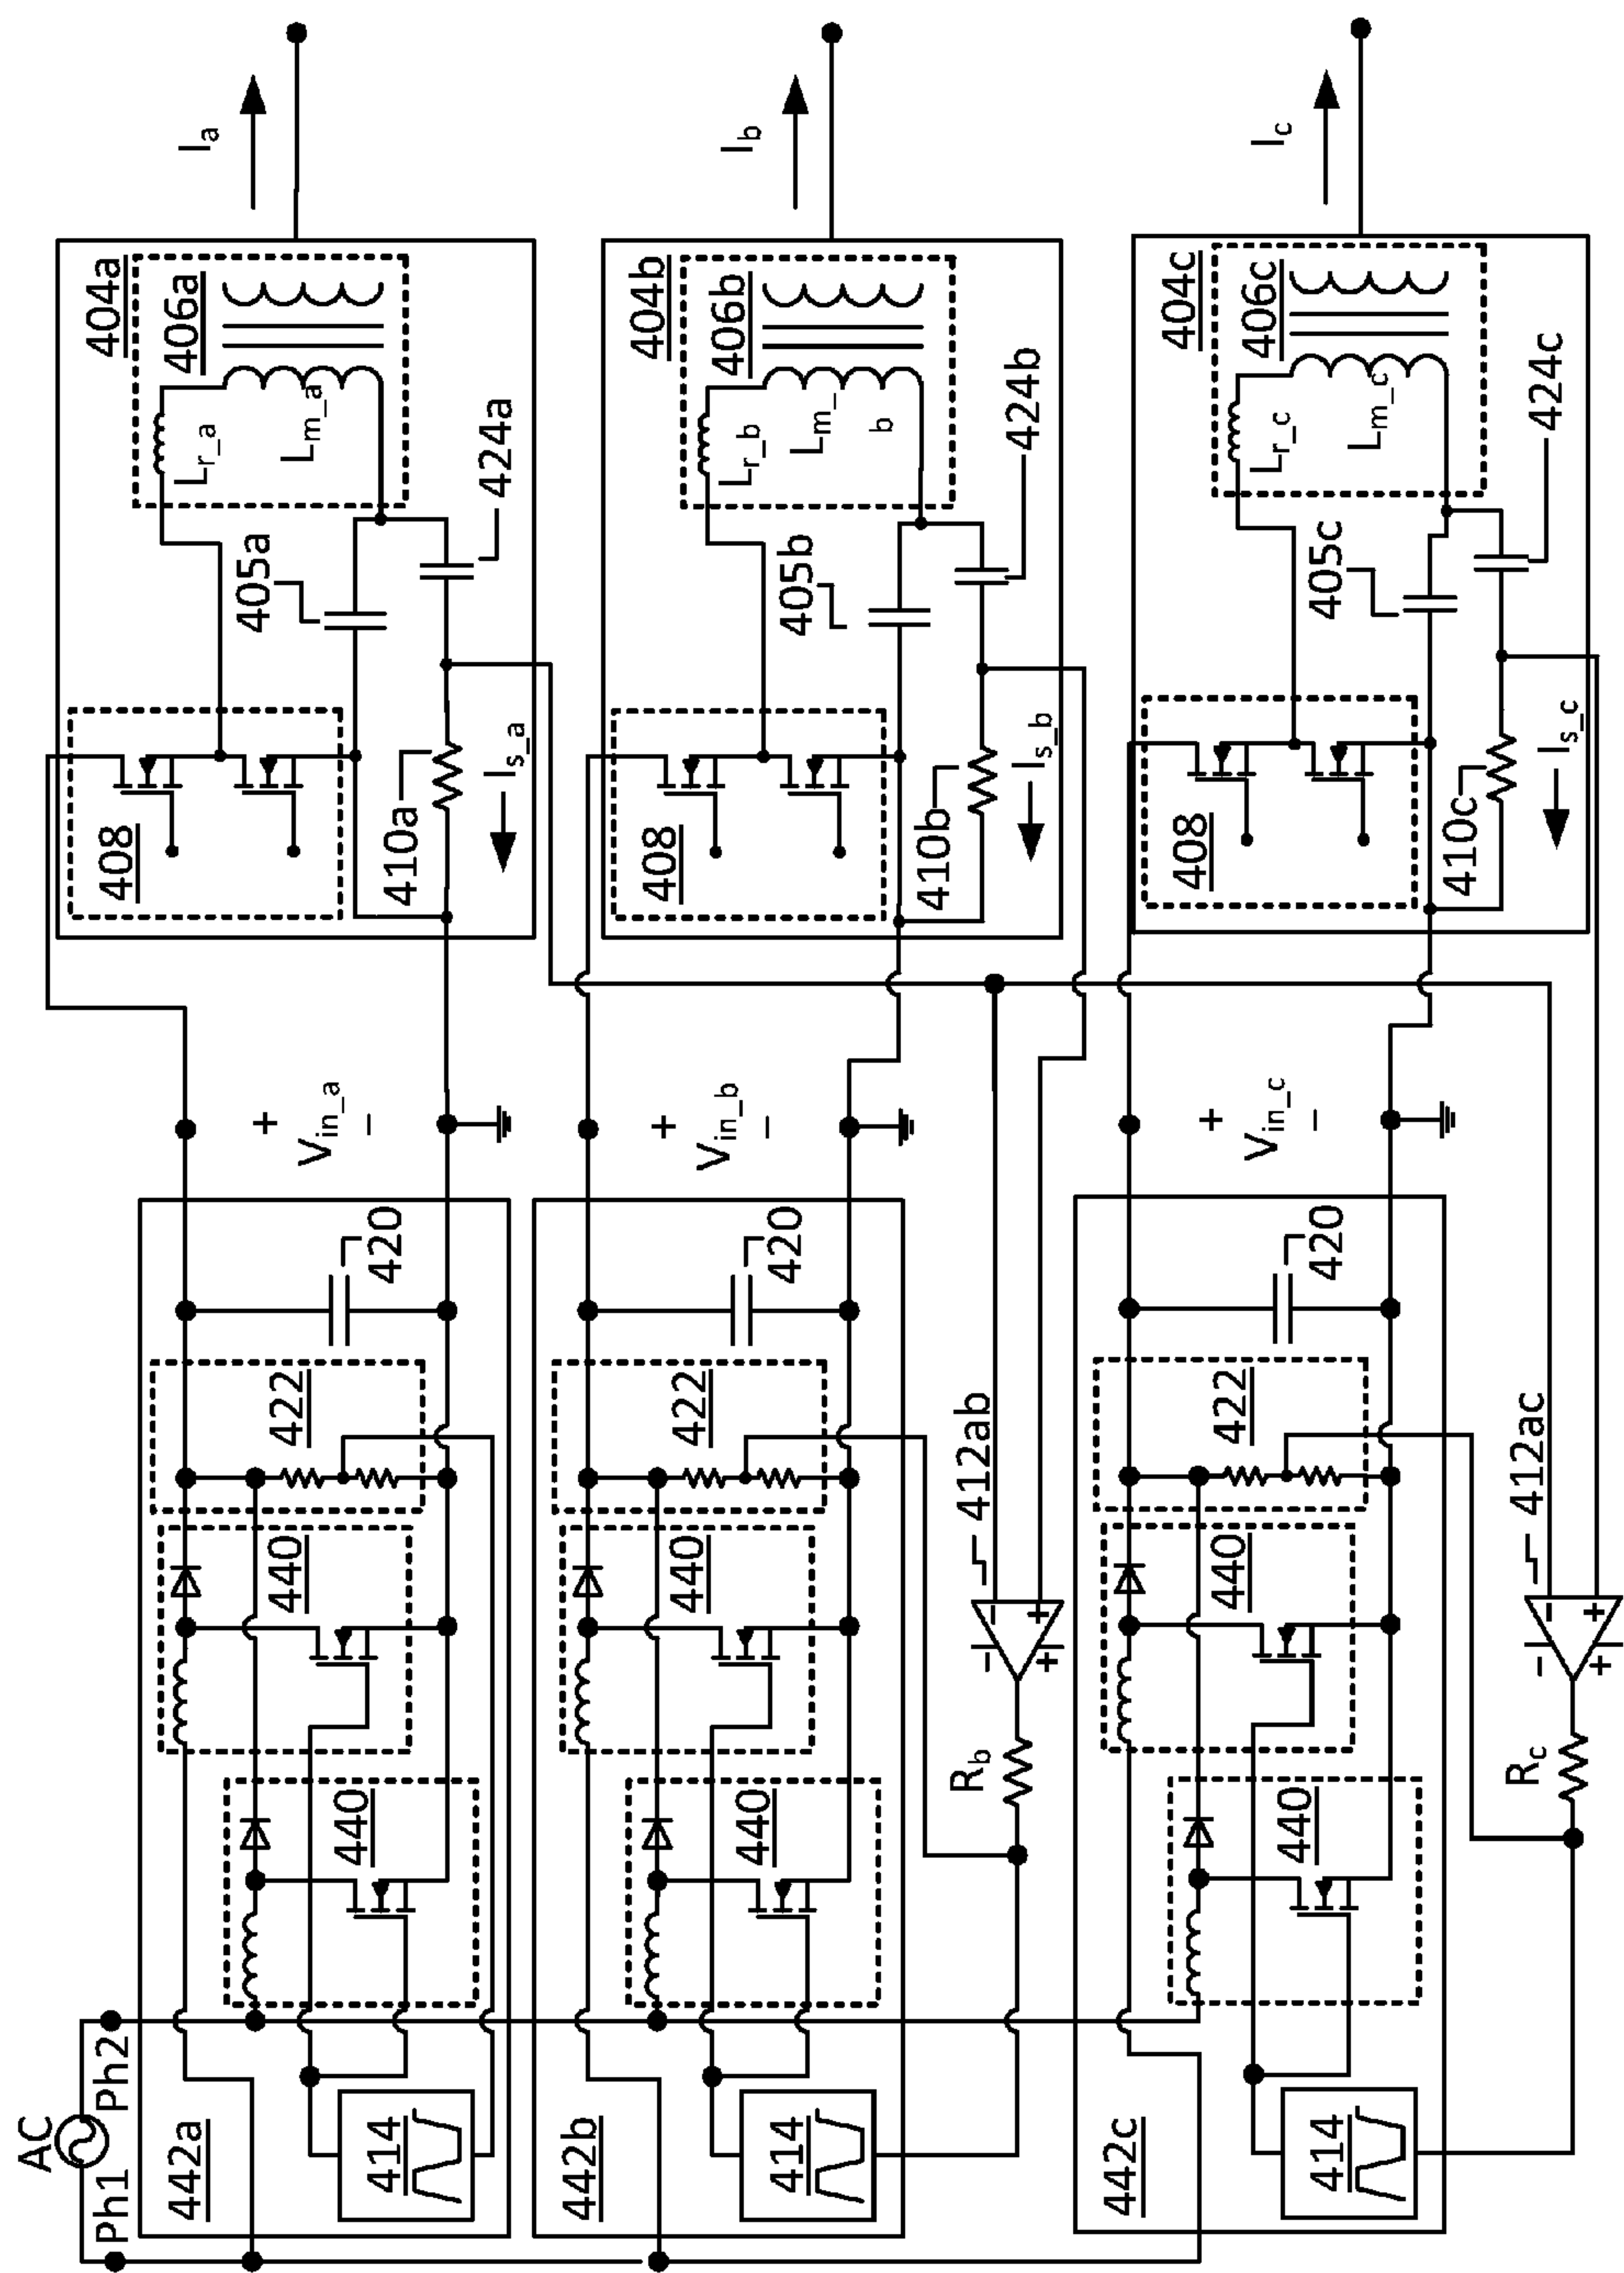 AC
Ph1
Ph2
442a
414
440
440
422
420
+
Vin_a
−
408
410a
Is_a
405a
424a
Lr_a
Lm_a
404a
406a
Ia
442b
414
440
440
422
420
+
Vin_b
−
408
410b
Is_b
405b
424b
Lr_b
Lm_
b
404b
406b
Ib
Rb
412ab
−
+
−
+
442c
414
440
440
422
420
+
Vin_c
−
408
410c
Is_c
405c
424c
Lr_c
Lm_c
404c
406c
Ic
Rc
412ac
−
+
−
+